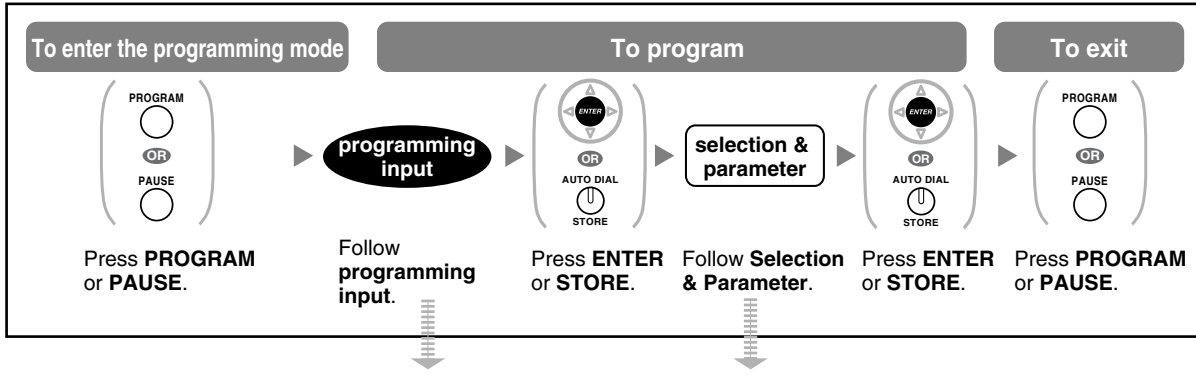 To enter the programming mode
To program
To exit
PROGRAM
OR
PAUSE
programming
input
ENTER
OR
AUTO DIAL
STORE
selection &
parameter
ENTER
OR
AUTO DIAL
STORE
PROGRAM
OR
PAUSE
Press PROGRAM
or PAUSE.
Follow
programming
input.
Press ENTER
or STORE.
Follow Selection
& Parameter.
Press ENTER
or STORE.
Press PROGRAM
or PAUSE.